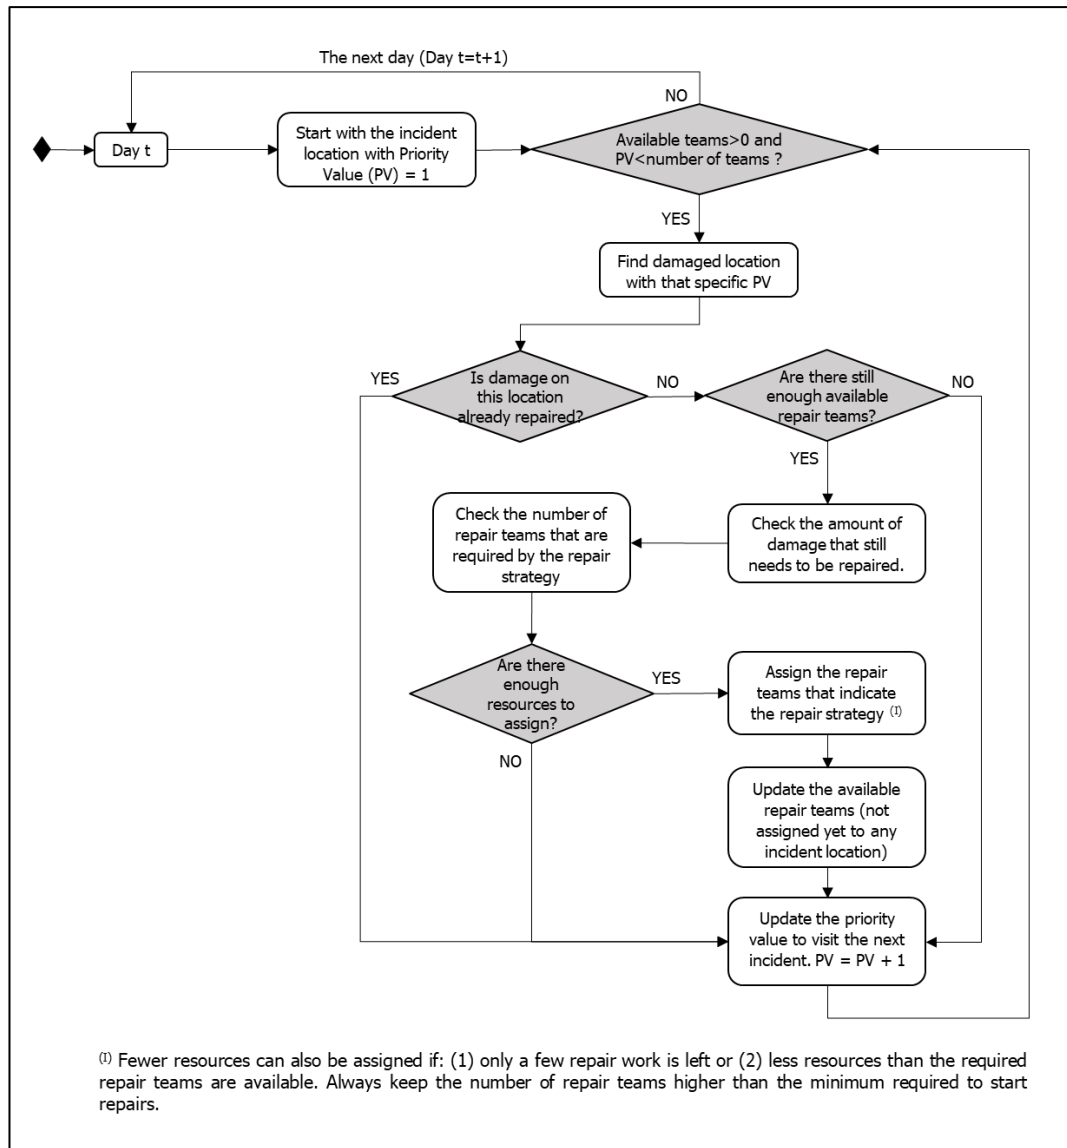 The next day (Day t=t+1)
NO
Day t
Start with the incident
location with Priority
Value (PV) = 1
Available teams>0 and
PV<number of teams ?
YES
Find damaged location
with that specific PV
YES
Is damage on
this location
already repaired?
NO
Are there still
enough available
repair teams?
NO
YES
Check the number of
repair teams that are
required by the repair
strategy
Check the amount of
damage that still
needs to be repaired.
Are there
enough
resources to
assign?
YES
Assign the repair
teams that indicate
the repair strategy (I)
NO
Update the available
repair teams (not
assigned yet to any
incident location)
Update the priority
value to visit the next
incident. PV = PV + 1
(I) Fewer resources can also be assigned if: (1) only a few repair work is left or (2) less resources than the required
repair teams are available. Always keep the number of repair teams higher than the minimum required to start
repairs.